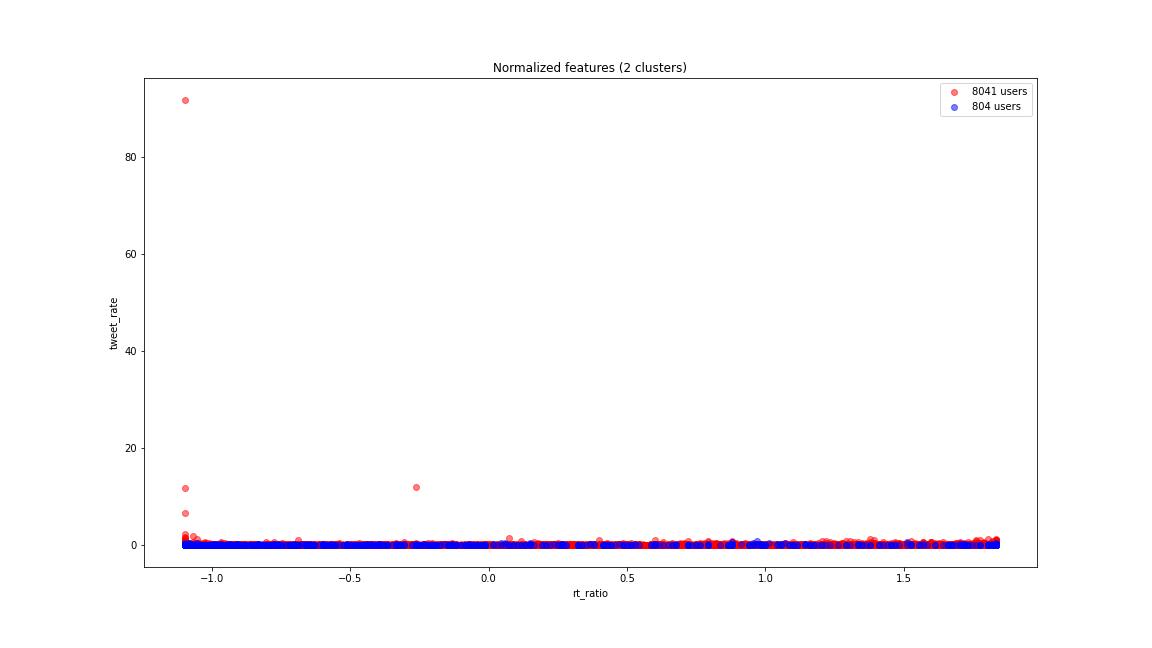 Normalized features (2 clusters)
8041 users
804 users
80
60
40
20
0
tweet_rate
−1.0 −0.5 0.0 0.5 1.0 1.5
rt_ratio